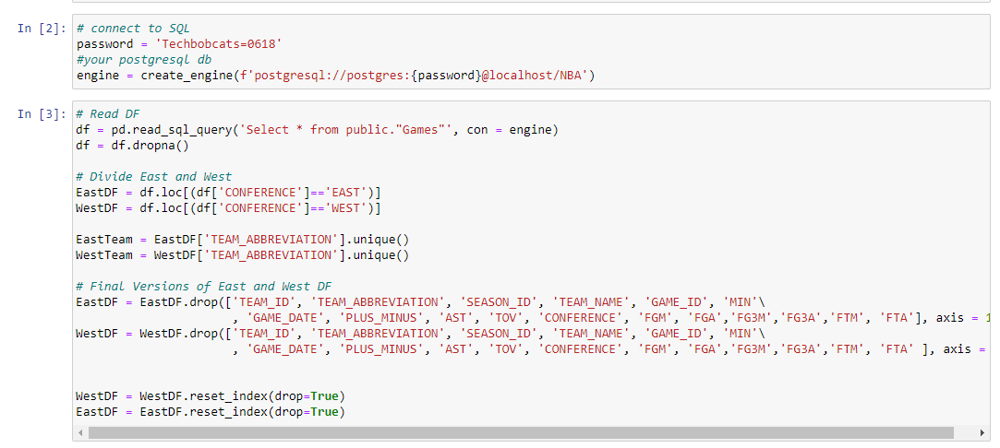 In [2]:
# connect to SQL
password = 'Techbobcats=0618'
#your postgresql db
engine = create_engine(f'postgresql://postgres:{password}@localhost/NBA')
In [3]:
# Read DF
df = pd.read_sql_query('Select * from public."Games"', con = engine)
df = df.dropna()
# Divide East and West
EastDF = df.loc[(df['CONFERENCE']=='EAST')]
WestDF = df.loc[(df['CONFERENCE']=='WEST')]
EastTeam = EastDF['TEAM_ABBREVIATION'].unique()
WestTeam = WestDF['TEAM_ABBREVIATION'].unique()
# Final Versions of East and West DF
EastDF = EastDF.drop(['TEAM_ID', 'TEAM_ABBREVIATION', 'SEASON_ID', 'TEAM_NAME', 'GAME_ID', 'MIN'\
, 'GAME_DATE', 'PLUS_MINUS', 'AST', 'TOV', 'CONFERENCE', 'FGM', 'FGA','FG3M','FG3A','FTM', 'FTA'], axis = 1
WestDF = WestDF.drop(['TEAM_ID', 'TEAM_ABBREVIATION', 'SEASON_ID', 'TEAM_NAME', 'GAME_ID', 'MIN'\
, 'GAME_DATE', 'PLUS_MINUS', 'AST', 'TOV', 'CONFERENCE', 'FGM', 'FGA','FG3M','FG3A','FTM', 'FTA' ], axis =
WestDF = WestDF.reset_index(drop=True)
EastDF = EastDF.reset_index(drop=True)